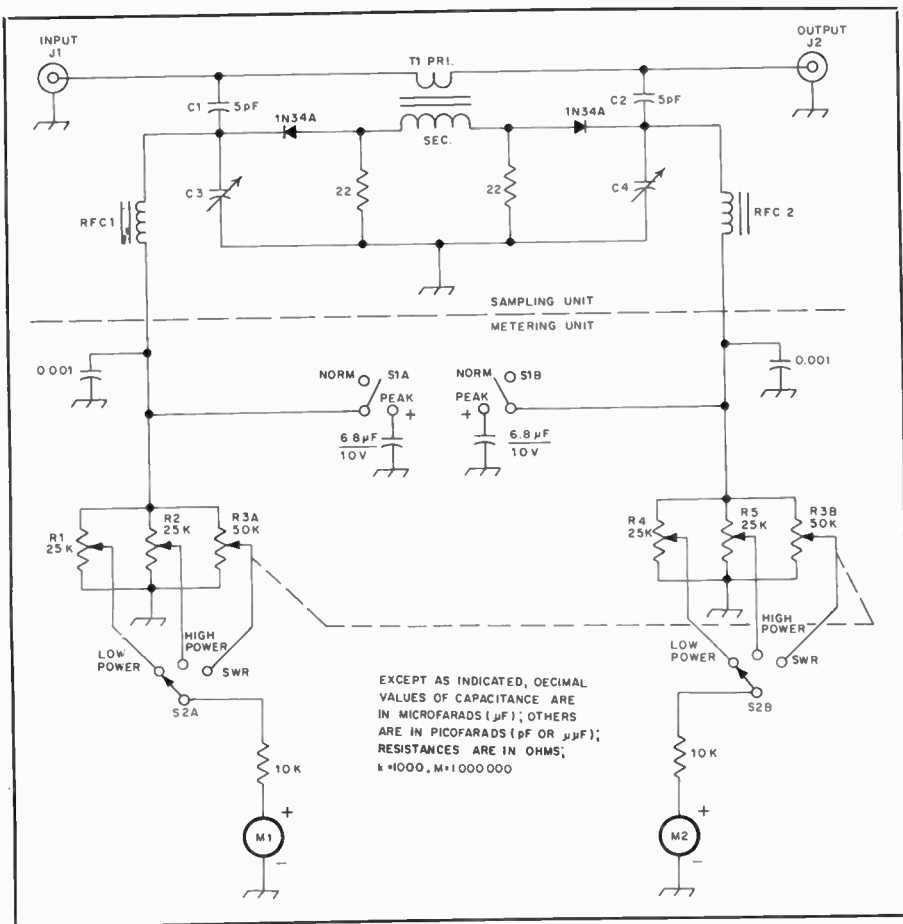 INPUT
J1
OUTPUT
J2
T1 PRI.
C1
5pF
C2
5pF
1N34A
1N34A
SEC.
C3
22
22
C4
RFC1
RFC 2
SAMPLING UNIT
METERING UNIT
0.001
0.001
NORM
S1A
NORM
S1B
PEAK
+
PEAK
+
6.8µF
10V
6.8µF
10V
R1
25K
R2
25K
R3A
50K
R4
25K
R5
25K
R3B
50K
LOW
POWER
HIGH
POWER
SWR
LOW
POWER
HIGH
POWER
SWR
S2A
S2B
EXCEPT AS INDICATED, DECIMAL
VALUES OF CAPACITANCE ARE
IN MICROFARADS (µF); OTHERS
ARE IN PICOFARADS (pF OR µµF);
RESISTANCES ARE IN OHMS;
k=1000, M=1000000
10K
10K
+
M1
-
+
M2
-